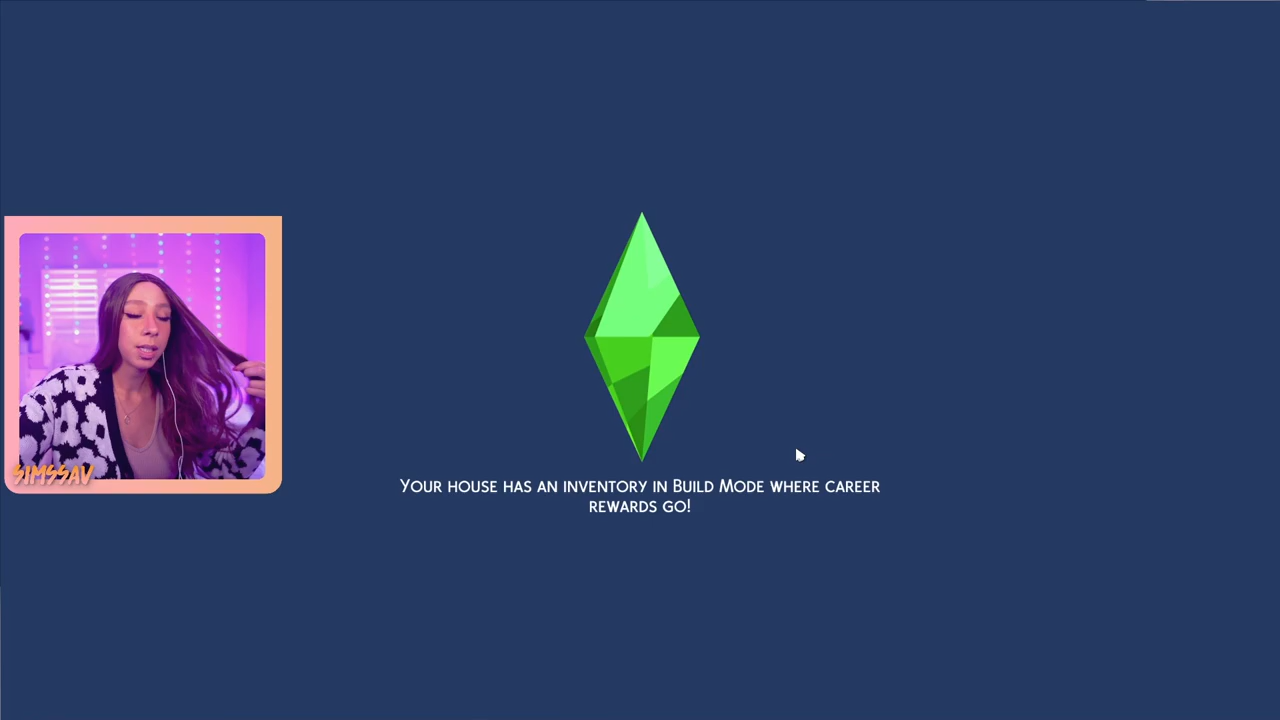 SIMSSAV
YOUR HOUSE HAS AN INVENTORY IN BUILD MODE WHERE CAREER
REWARDS GO!